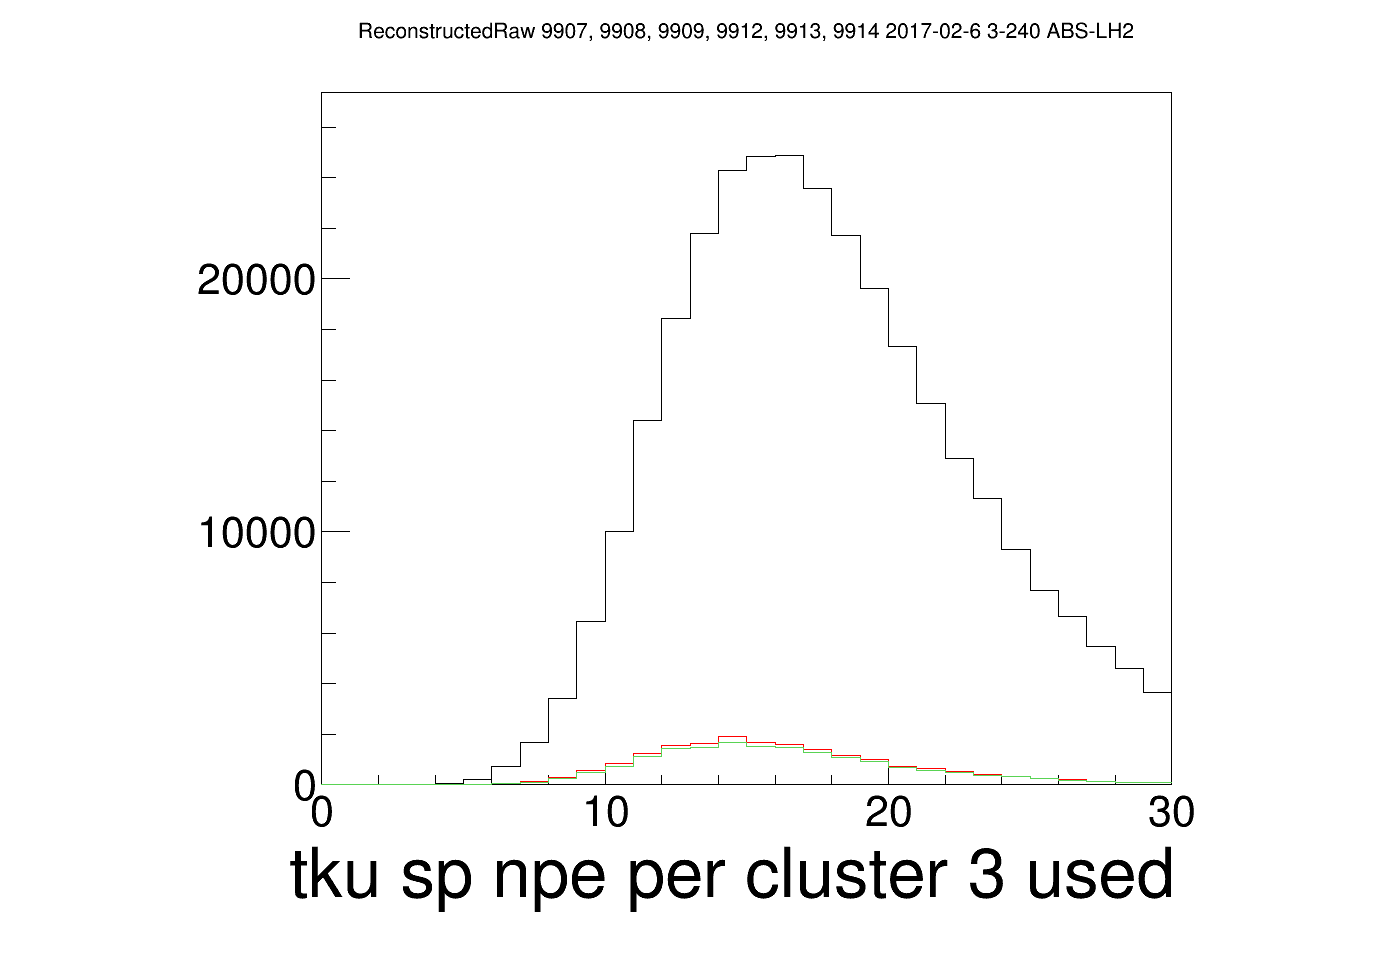 ReconstructedRaw 9907, 9908, 9909, 9912, 9913, 9914 2017-02-6 3-240 ABS-LH2
20000
10000
0
0 10 20 30
tku sp npe per cluster 3 used